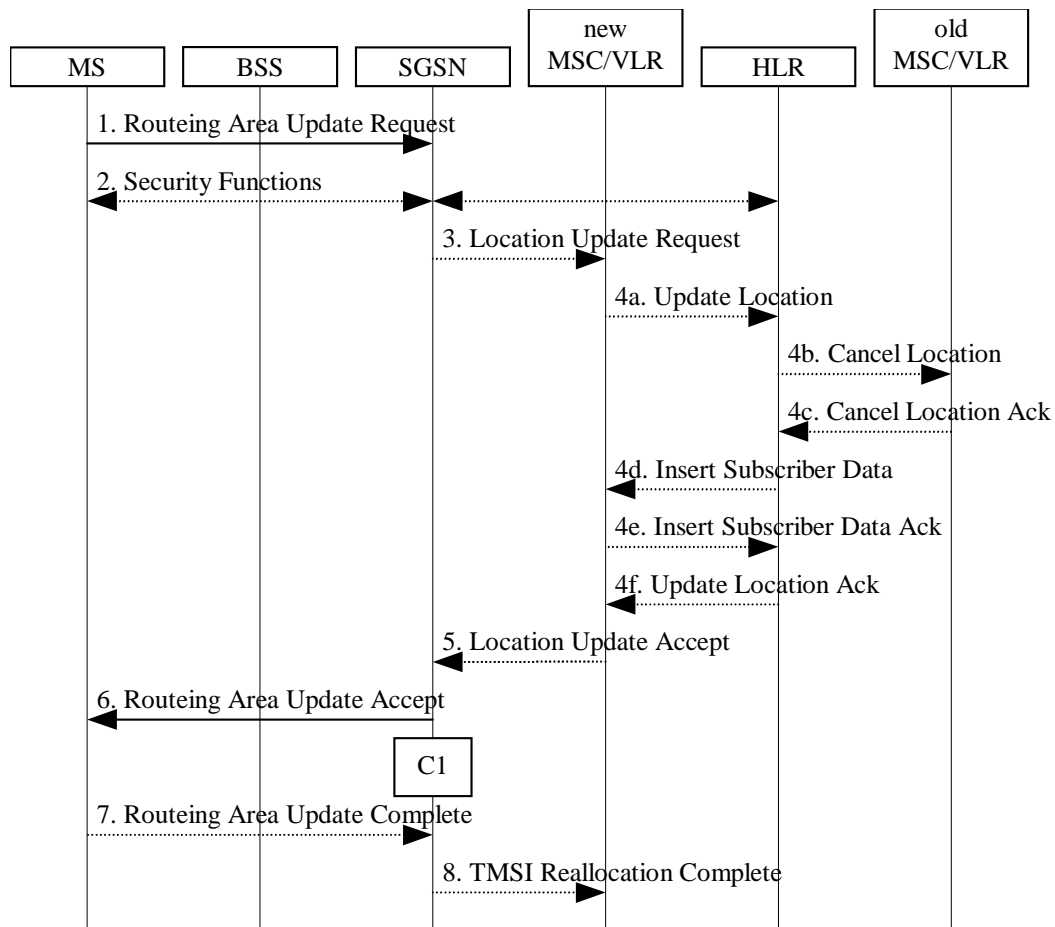 new
MSC/VLR
old
MSC/VLR
MS
BSS
SGSN
HLR
1. Routeing Area Update Request
2. Security Functions
3. Location Update Request
4a. Update Location
4b. Cancel Location
4c. Cancel Location Ack
4d. Insert Subscriber Data
4e. Insert Subscriber Data Ack
4f. Update Location Ack
5. Location Update Accept
6. Routeing Area Update Accept
C1
7. Routeing Area Update Complete
8. TMSI Reallocation Complete